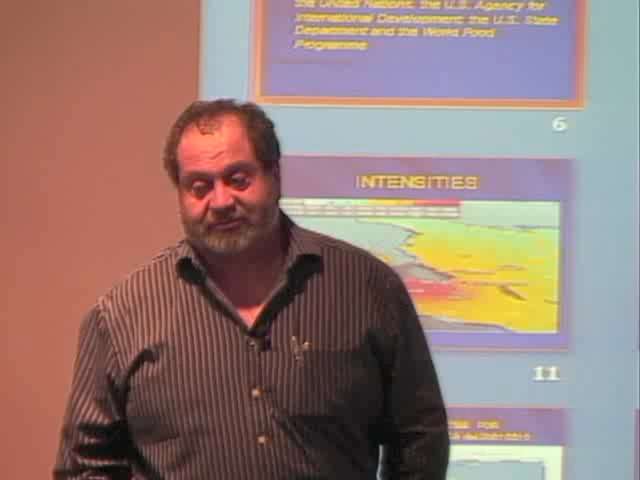 the United Nations, the U.S. Agency for
International Development; the U.S. State
Department and the World Food
Programme
6
INTENSITIES
11
FOR